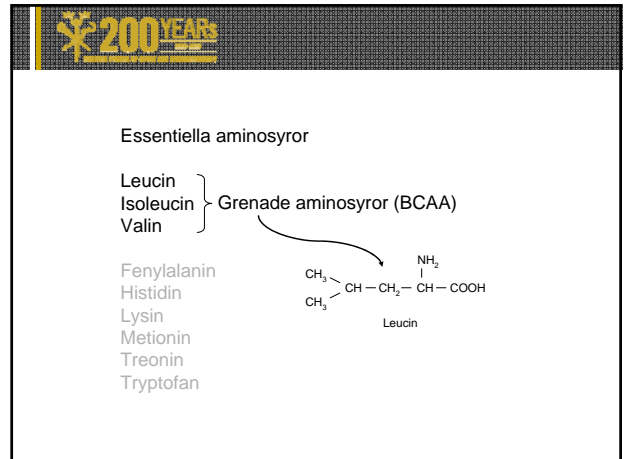 200 YEARs
Essentiella aminosyror
Leucin
Isoleucin
Valin
Grenade aminosyror (BCAA)
Fenylalanin
Histidin
Lysin
Metionin
Treonin
Tryptofan
NH₂
CH₃
CH — CH₂ — CH — COOH
CH₃
Leucin